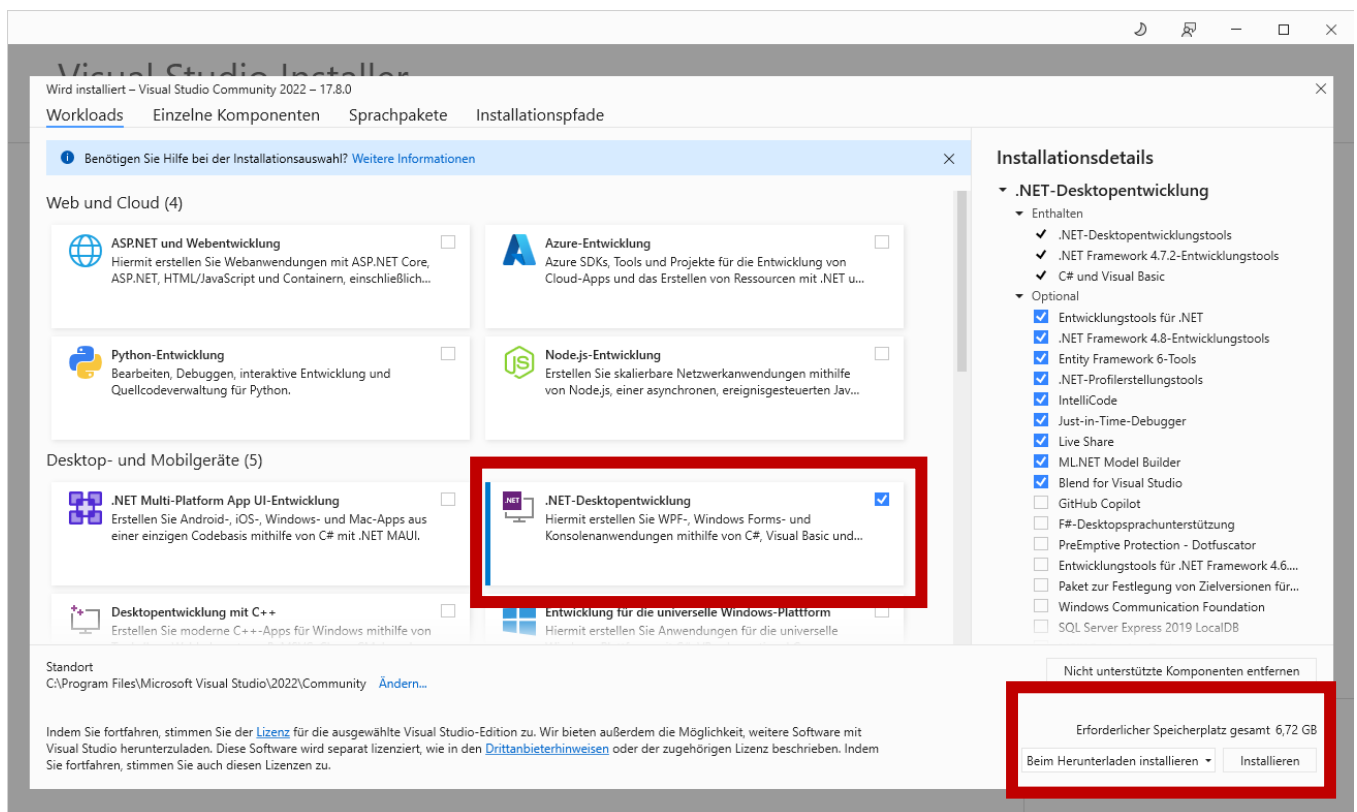 Visual Studio Installer
Wird installiert – Visual Studio Community 2022 – 17.8.0
Workloads
Einzelne Komponenten
Sprachpakete
Installationspfade
Benötigen Sie Hilfe bei der Installationsauswahl? Weitere Informationen
Web und Cloud (4)
ASP.NET und Webentwicklung
Hiermit erstellen Sie Webanwendungen mit ASP.NET Core,
ASP.NET, HTML/JavaScript und Containern, einschließlich...
Azure-Entwicklung
Azure SDKs, Tools und Projekte für die Entwicklung von
Cloud-Apps und das Erstellen von Ressourcen mit .NET u...
Python-Entwicklung
Bearbeiten, Debuggen, interaktive Entwicklung und
Quellcodeverwaltung für Python.
JS
Node.js-Entwicklung
Erstellen Sie skalierbare Netzwerkanwendungen mithilfe
von Node.js, einer asynchronen, ereignisgesteuerten Jav...
Desktop- und Mobilgeräte (5)
.NET Multi-Platform App UI-Entwicklung
Erstellen Sie Android-, iOS-, Windows- und Mac-Apps aus
einer einzigen Codebasis mithilfe von C# mit .NET MAUI.
.NET
.NET-Desktopentwicklung
Hiermit erstellen Sie WPF-, Windows Forms- und
Konsolenanwendungen mithilfe von C#, Visual Basic und...
Desktopentwicklung mit C++
Erstellen Sie moderne C++-Apps für Windows mithilfe von
Entwicklung für die universelle Windows-Plattform
Hiermit erstellen Sie Anwendungen für die universelle
Installationsdetails
.NET-Desktopentwicklung
Enthalten
.NET-Desktopentwicklungstools
.NET Framework 4.7.2-Entwicklungstools
C# und Visual Basic
Optional
Entwicklungstools für .NET
.NET Framework 4.8-Entwicklungstools
Entity Framework 6-Tools
.NET-Profilerstellungstools
IntelliCode
Just-in-Time-Debugger
Live Share
ML.NET Model Builder
Blend for Visual Studio
GitHub Copilot
F#-Desktopsprachunterstützung
PreEmptive Protection - Dotfuscator
Entwicklungstools für .NET Framework 4.6....
Paket zur Festlegung von Zielversionen für...
Windows Communication Foundation
SQL Server Express 2019 LocalDB
Standort
C:\Program Files\Microsoft Visual Studio\2022\Community Ändern...
Indem Sie fortfahren, stimmen Sie der Lizenz für die ausgewählte Visual Studio-Edition zu. Wir bieten außerdem die Möglichkeit, weitere Software mit
Visual Studio herunterzuladen. Diese Software wird separat lizenziert, wie in den Drittanbieterhinweisen oder der zugehörigen Lizenz beschrieben. Indem
Sie fortfahren, stimmen Sie auch diesen Lizenzen zu.
Nicht unterstützte Komponenten entfernen
Erforderlicher Speicherplatz gesamt 6,72 GB
Beim Herunterladen installieren
Installieren